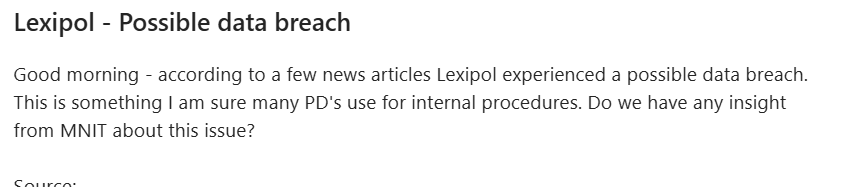 Lexipol - Possible data breach
Good morning - according to a few news articles Lexipol experienced a possible data breach.
This is something I am sure many PD's use for internal procedures. Do we have any insight
from MNIT about this issue?
Source: